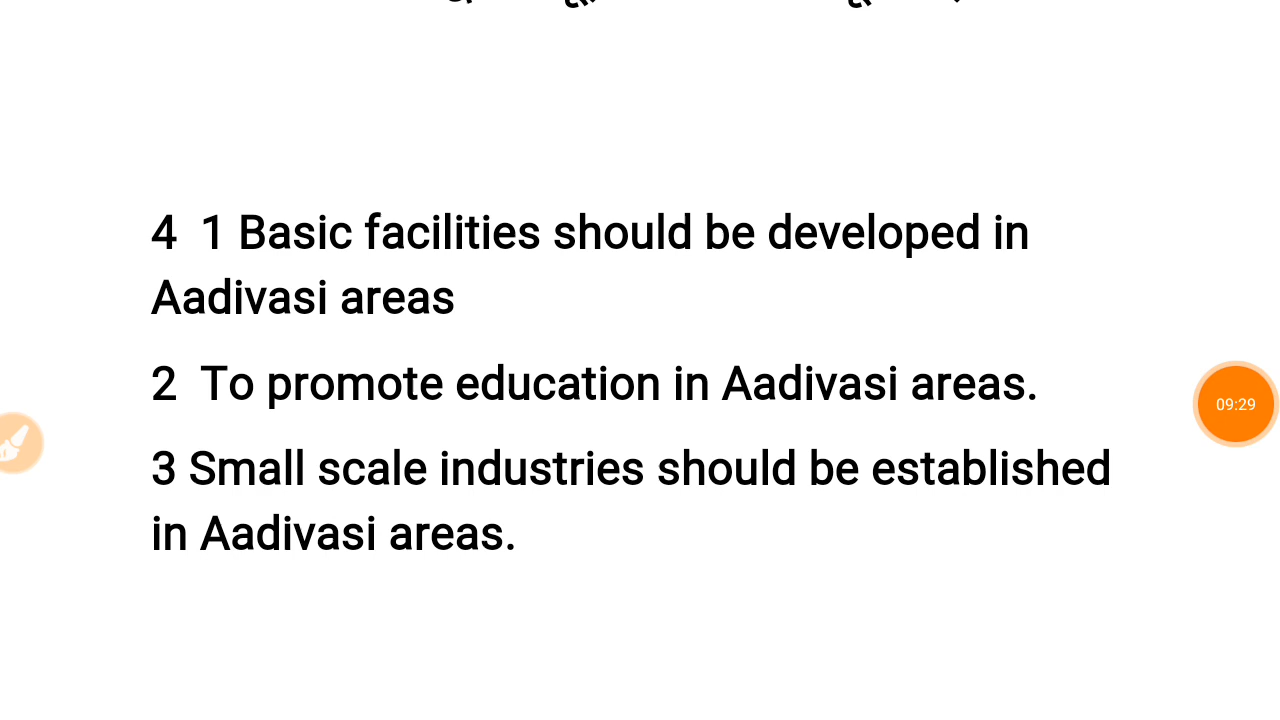 4 1 Basic facilities should be developed in
Aadivasi areas
2 To promote education in Aadivasi areas.
3 Small scale industries should be established
in Aadivasi areas.
09:29